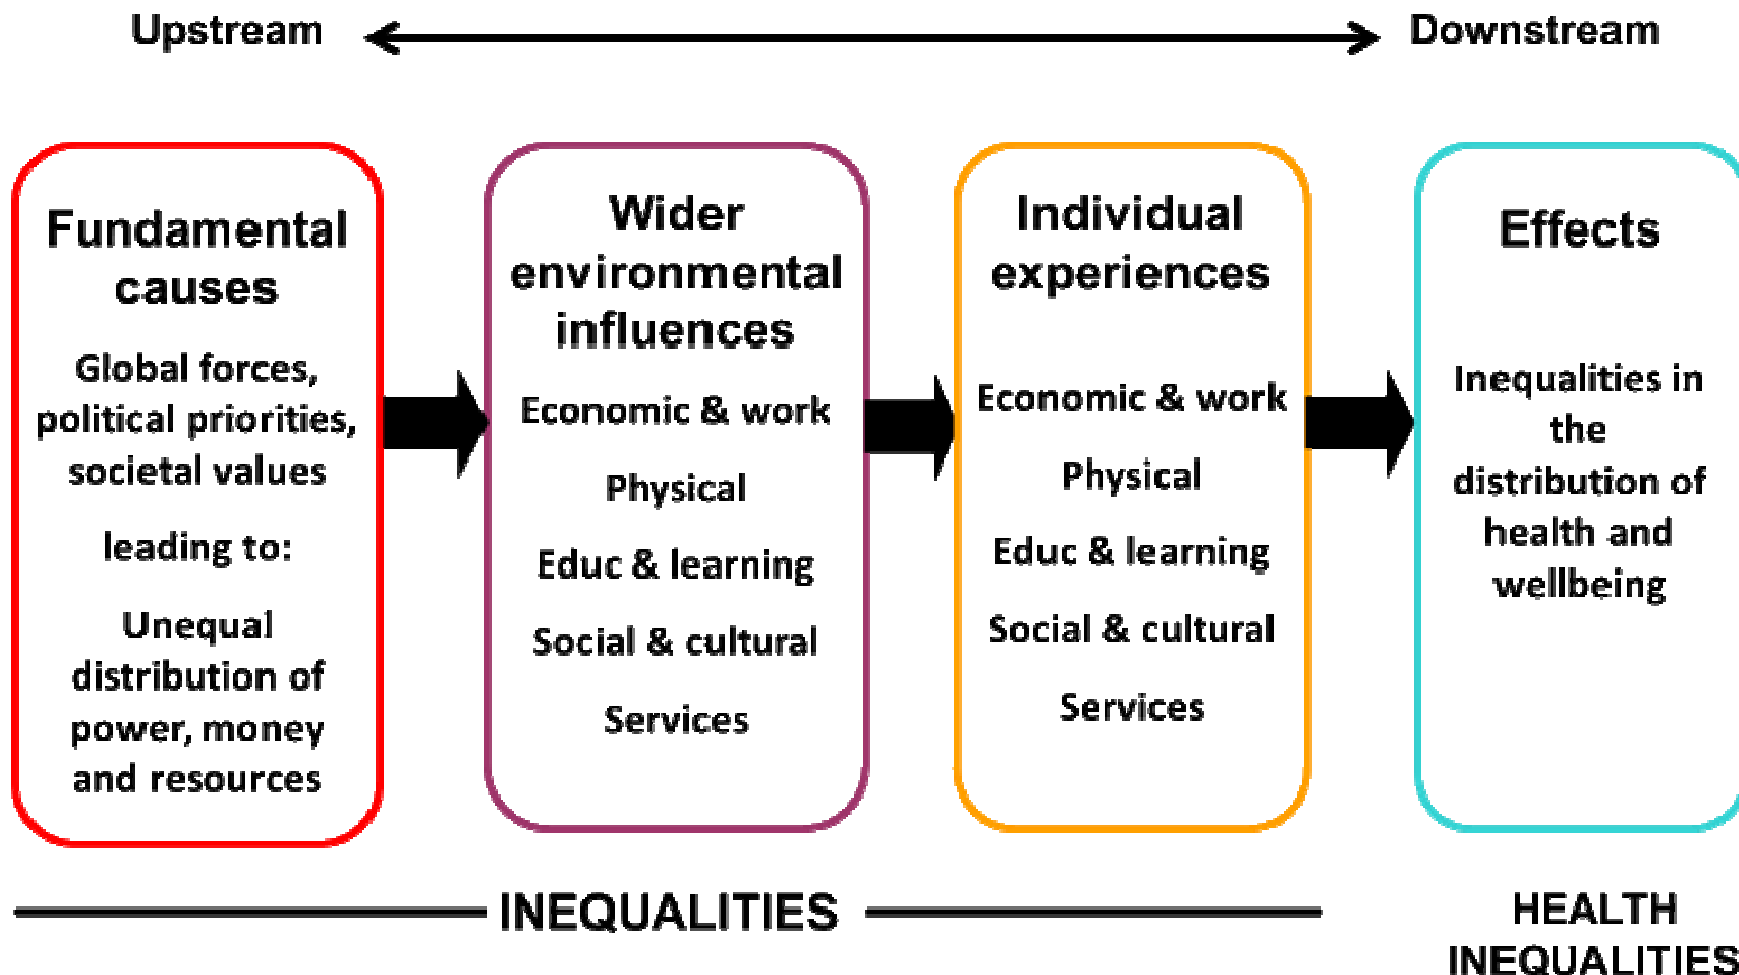 Upstream
Downstream
Fundamental
causes
Global forces,
political priorities,
societal values
leading to:
Unequal
distribution of
power, money
and resources
Wider
environmental
influences
Economic & work
Physical
Educ & learning
Social & cultural
Services
Individual
experiences
Economic & work
Physical
Educ & learning
Social & cultural
Services
Effects
Inequalities in
the
distribution of
health and
wellbeing
INEQUALITIES
HEALTH
INEQUALITIES